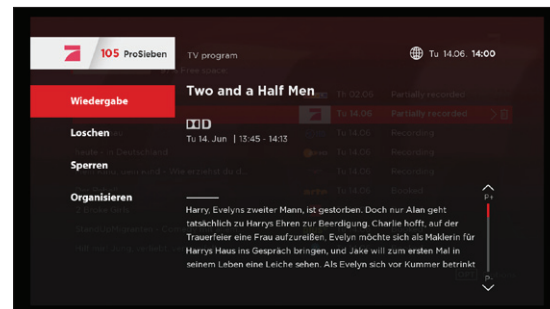 105 ProSieben
TV program
Tu 14.06. 14:00
Free space:
Wiedergabe
Two and a Half Men
Th 02.06
Partially recorded
Tu 14.06
Partially recorded
Loschen
Tu 14. Jun | 13:45 - 14:13
Tu 14.06
Recording
Tu 14.06
Recording
Sperren
Tu 14.06
Recording
Organisieren
Tu 14.06
Booked
P+
Harry, Evelyns zweiter Mann, ist gestorben. Doch nur Alan geht
tatsächlich zu Harrys Ehren zur Beerdigung. Charlie hofft, auf der
Trauerfeier eine Frau aufzureißen, Evelyn möchte sich als Maklerin für
Harrys Haus ins Gespräch bringen, und Jake will zum ersten Mal in
seinem Leben eine Leiche sehen. Als Evelyn sich vor Kummer betrinkt
P-